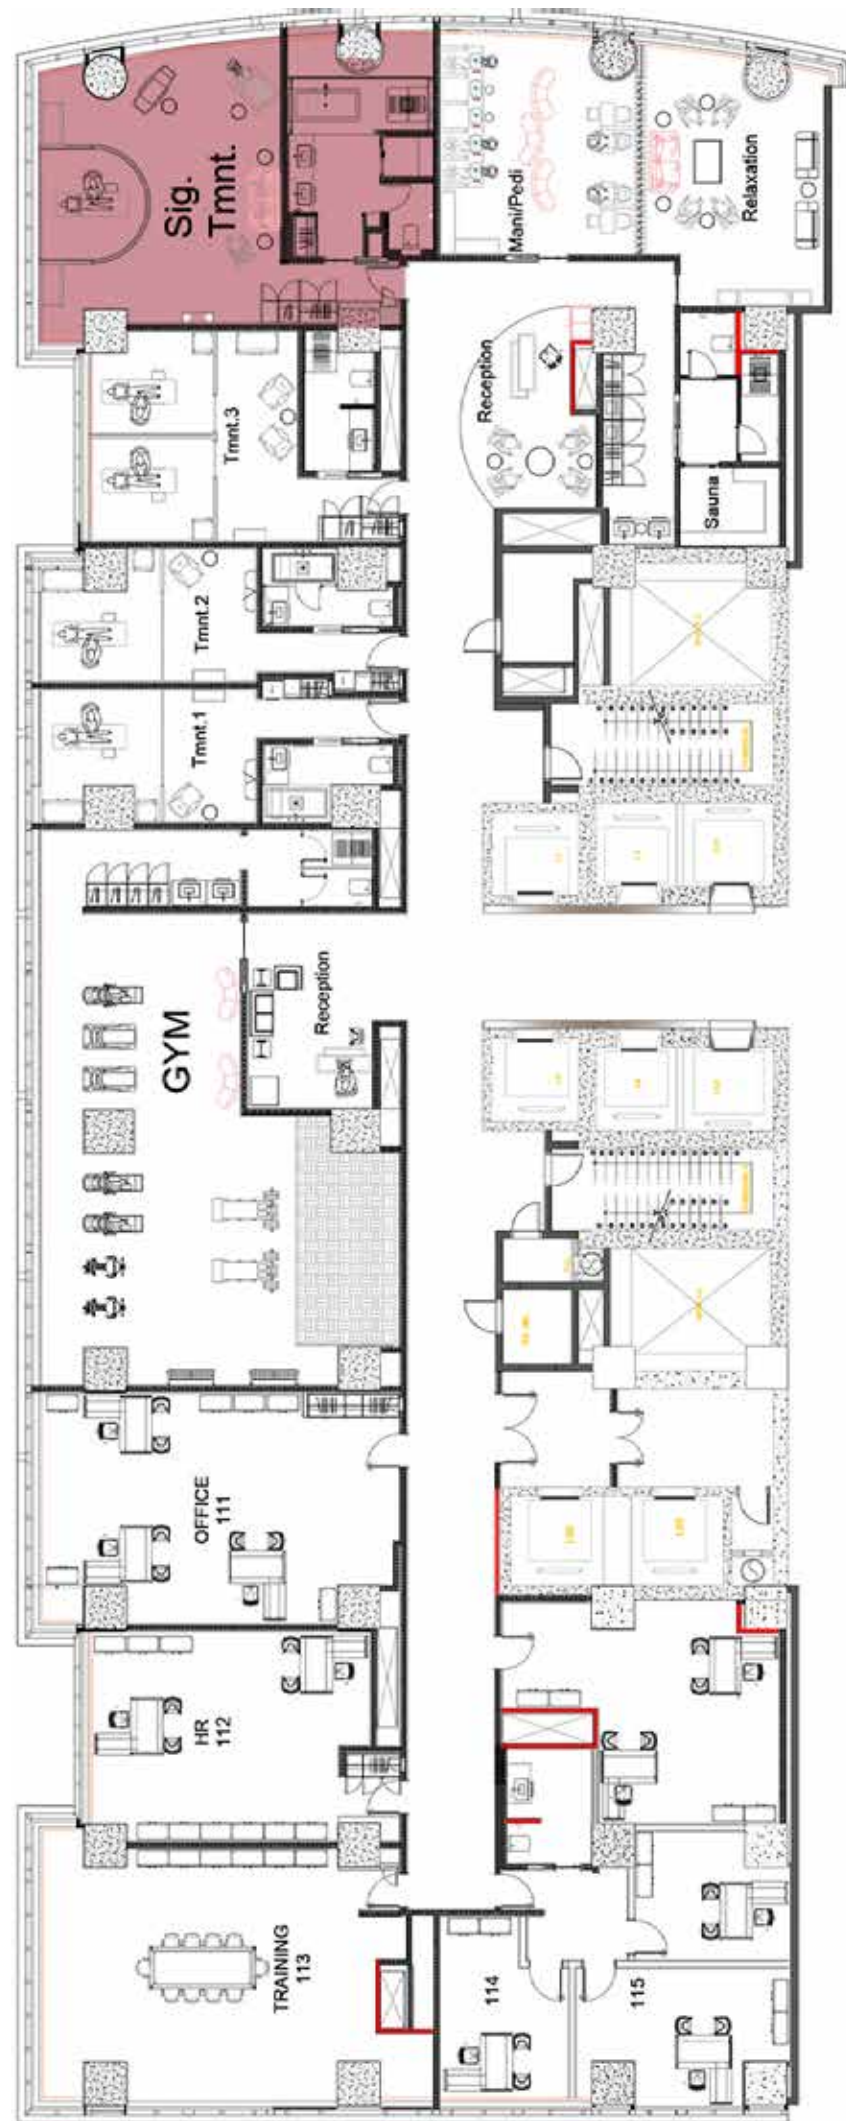 Sig.
Tmnt.
Mani/Pedi
Relaxation
Reception
Tmnt.3
Sauna
Tmnt.2
Tmnt.1
GYM
Reception
OFFICE
111
HR
112
TRAINING
113
114
115